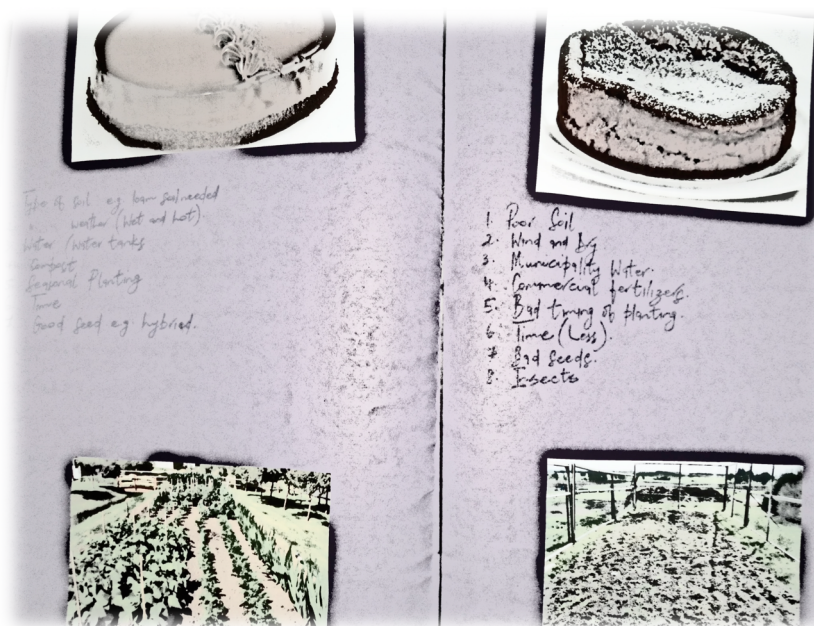 Type of soil eg loam soil needed
" weather (Wet and hot).
Water / Water tanks
Compost
Seasonal Planting
Time
Good seed eg hybried.
1. Poor Soil
2. Wind and Dry
3. Municipality Water.
4. Commercial fertilizers.
5. Bad timing of planting.
6. Time (Less).
7. Bad Seeds.
8. Insects